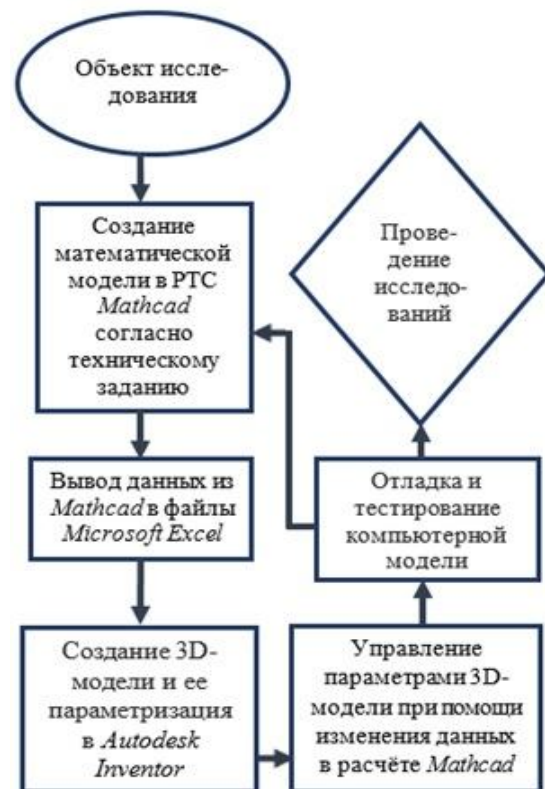 Объект иссле-
дования
Создание
математической
модели в PTC
Mathcad
согласно
техническому
заданию
Вывод данных из
Mathcad в файлы
Microsoft Excel
Создание 3D-
модели и ее
параметризация
в Autodesk
Inventor
Управление
параметрами 3D-
модели при помощи
изменения данных
в расчёте Mathcad
Отладка и
тестирование
компьютерной
модели
Прове-
дение
исследо-
ваний